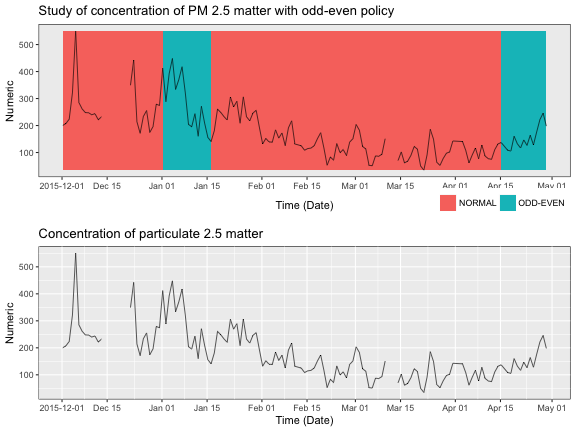 Study of concentration of PM 2.5 matter with odd-even policy
Numeric
500
400
300
200
100
2015-12-01 Dec 15 Jan 01 Jan 15 Feb 01 Feb 15 Mar 01 Mar 15 Apr 01 Apr 15 May 01
Time (Date)
NORMAL ODD-EVEN
Concentration of particulate 2.5 matter
Numeric
500
400
300
200
100
2015-12-01 Dec 15 Jan 01 Jan 15 Feb 01 Feb 15 Mar 01 Mar 15 Apr 01 Apr 15 May 01
Time (Date)